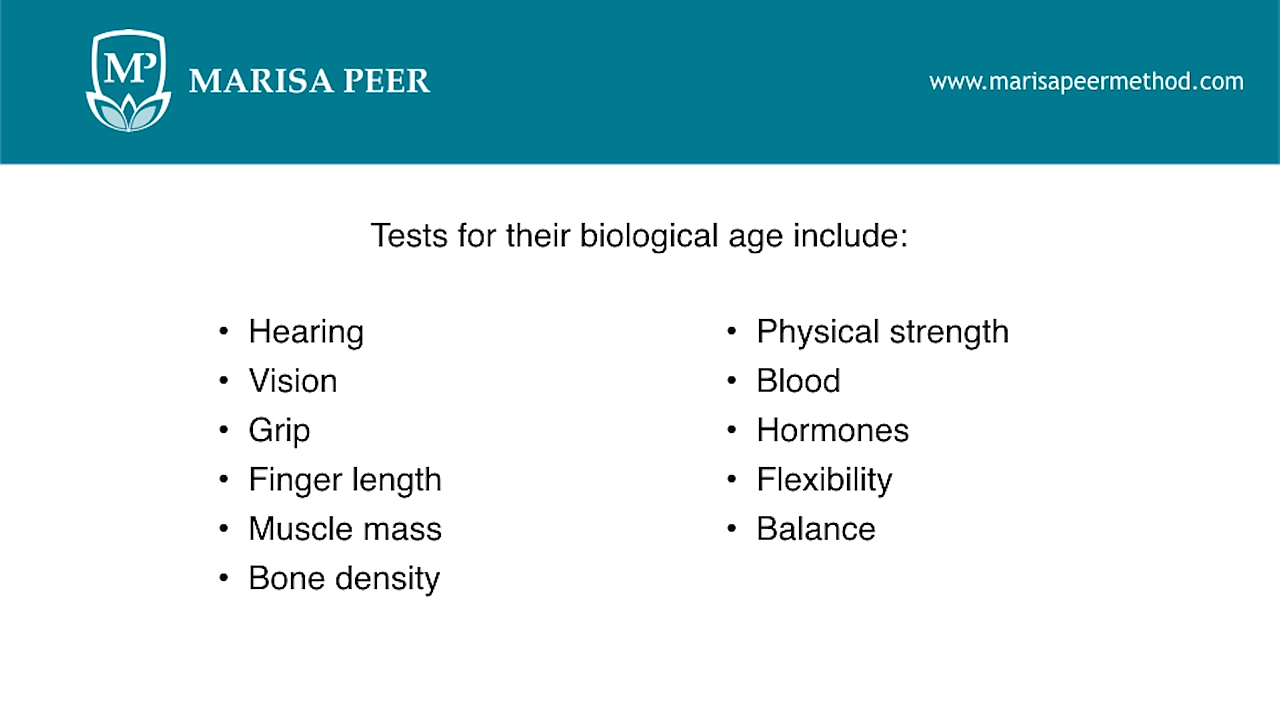 MP
MARISA PEER
www.marisapeermethod.com
Tests for their biological age include:
• Hearing
• Vision
• Grip
• Finger length
• Muscle mass
• Bone density
• Physical strength
• Blood
• Hormones
• Flexibility
• Balance